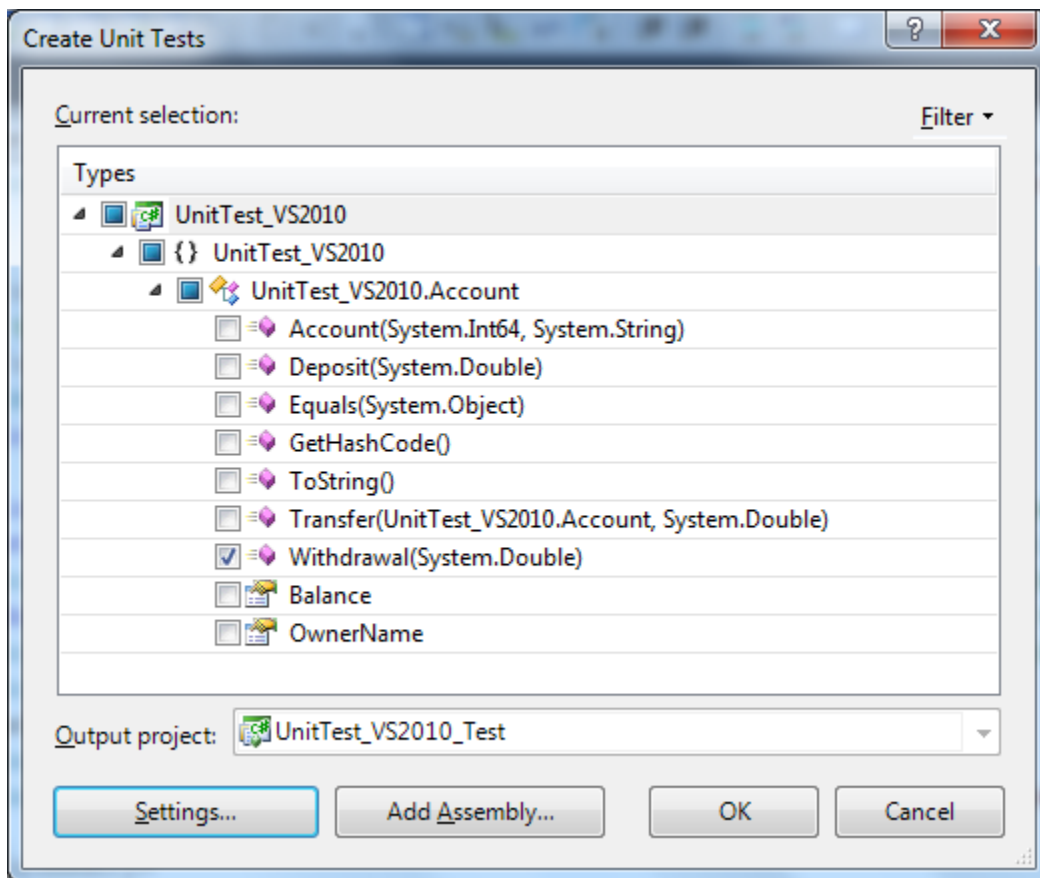 Create Unit Tests
Current selection:
Filter
Types
UnitTest_VS2010
{} UnitTest_VS2010
UnitTest_VS2010.Account
Account(System.Int64, System.String)
Deposit(System.Double)
Equals(System.Object)
GetHashCode()
ToString()
Transfer(UnitTest_VS2010.Account, System.Double)
Withdrawal(System.Double)
Balance
OwnerName
Output project: UnitTest_VS2010_Test
Settings... Add Assembly... OK Cancel